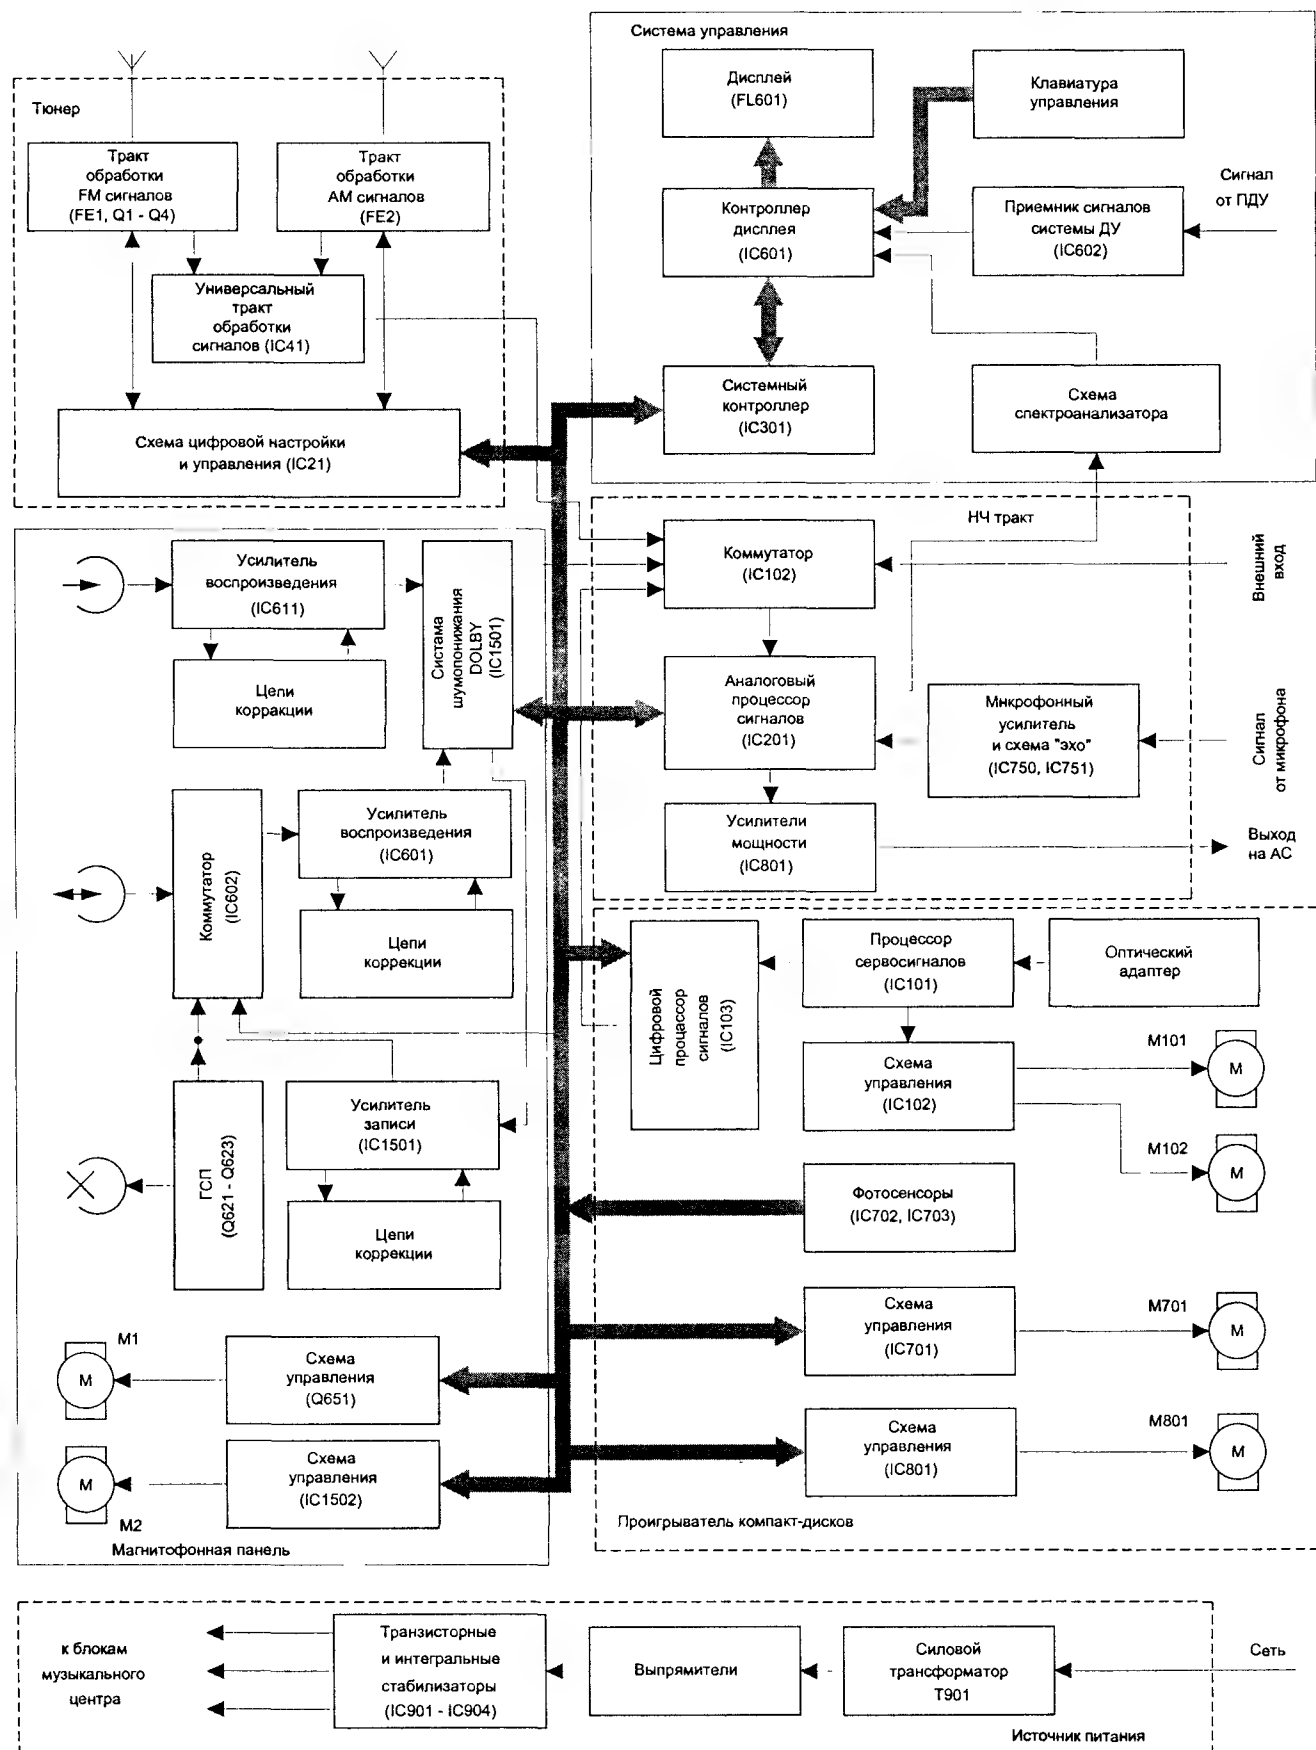 Система управления
Тюнер
Тракт
обработки
FM сигналов
(FE1, Q1 - Q4)
Тракт
обработки
AM сигналов
(FE2)
Универсальный
тракт
обработки
сигналов (IC41)
Схема цифровой настройки
и управления (IC21)
Дисплей
(FL601)
Клавиатура
управления
Контроллер
дисплея
(IC601)
Приемник сигналов
системы ДУ
(IC602)
Сигнал
от ПДУ
Системный
контроллер
(IC301)
Схема
спектроанализатора
НЧ тракт
Коммутатор
(IC102)
Внешний
вход
Аналоговый
процессор
сигналов
(IC201)
Микрофонный
усилитель
и схема "эхо"
(IC750, IC751)
Сигнал
от микрофона
Усилители
мощности
(IC801)
Выход
на АС
Усилитель
воспроизведения
(IC611)
Цепи
корракции
Систама
шумопонижания
DOLBY
(IC1501)
Коммутатор
(IC602)
Усилитель
воспроизведения
(IC601)
Цепи
коррекции
ГСП
(Q621 - Q623)
Усилитель
записи
(IC1501)
Цепи
коррекции
M1
M
Схема
управления
(Q651)
M
M2
Схема
управления
(IC1502)
Магнитофонная панель
Цифровой
процассор
сигналов
(IC103)
Процессор
сервосигналов
(IC101)
Оптический
адаптер
Схема
управления
(IC102)
M101
M
M102
M
Фотосенсоры
(IC702, IC703)
Схема
управления
(IC701)
M701
M
Схема
управления
(IC801)
M801
M
Проигрыватель компакт-дисков
к блокам
музыкального
центра
Транзисторные
и интегральные
стабилизаторы
(IC901 - IC904)
Выпрямители
Силовой
трансформатор
T901
Сеть
Источник питания